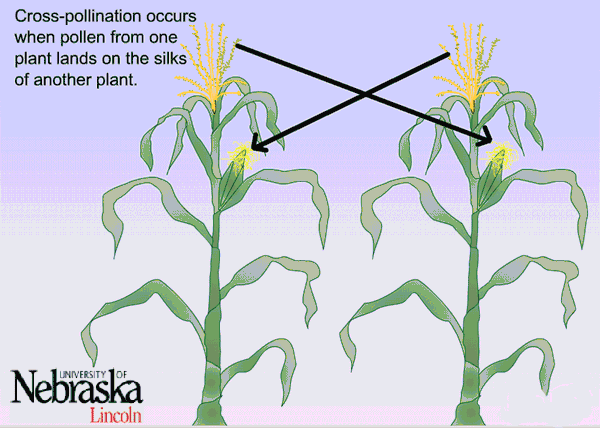 Cross-pollination occurs
when pollen from one
plant lands on the silks
of another plant.
UNIVERSITY OF
Nebraska
Lincoln